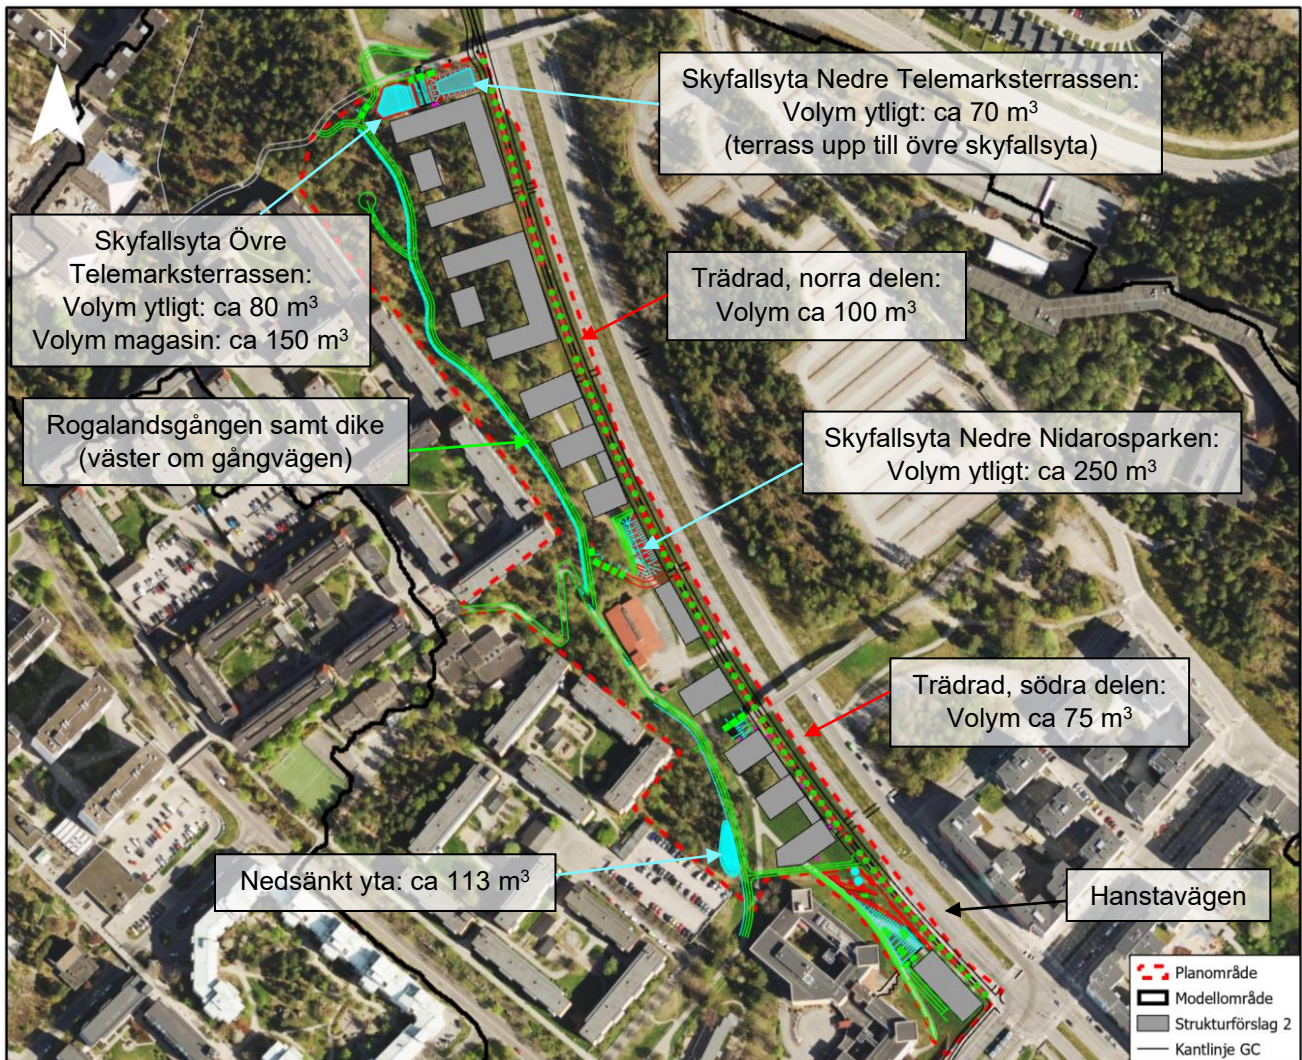 N
Skyfallsyta Nedre Telemarksterrassen:
Volym ytligt: ca 70 m³
(terrass upp till övre skyfallsyta)
Skyfallsyta Övre
Telemarksterrassen:
Volym ytligt: ca 80 m³
Volym magasin: ca 150 m³
Trädrad, norra delen:
Volym ca 100 m³
Rogalandsgången samt dike
(väster om gångvägen)
Skyfallsyta Nedre Nidarosparken:
Volym ytligt: ca 250 m³
Trädrad, södra delen:
Volym ca 75 m³
Nedsänkt yta: ca 113 m³
Hanstavägen
Planområde
Modellområde
Strukturförslag 2
Kantlinje GC